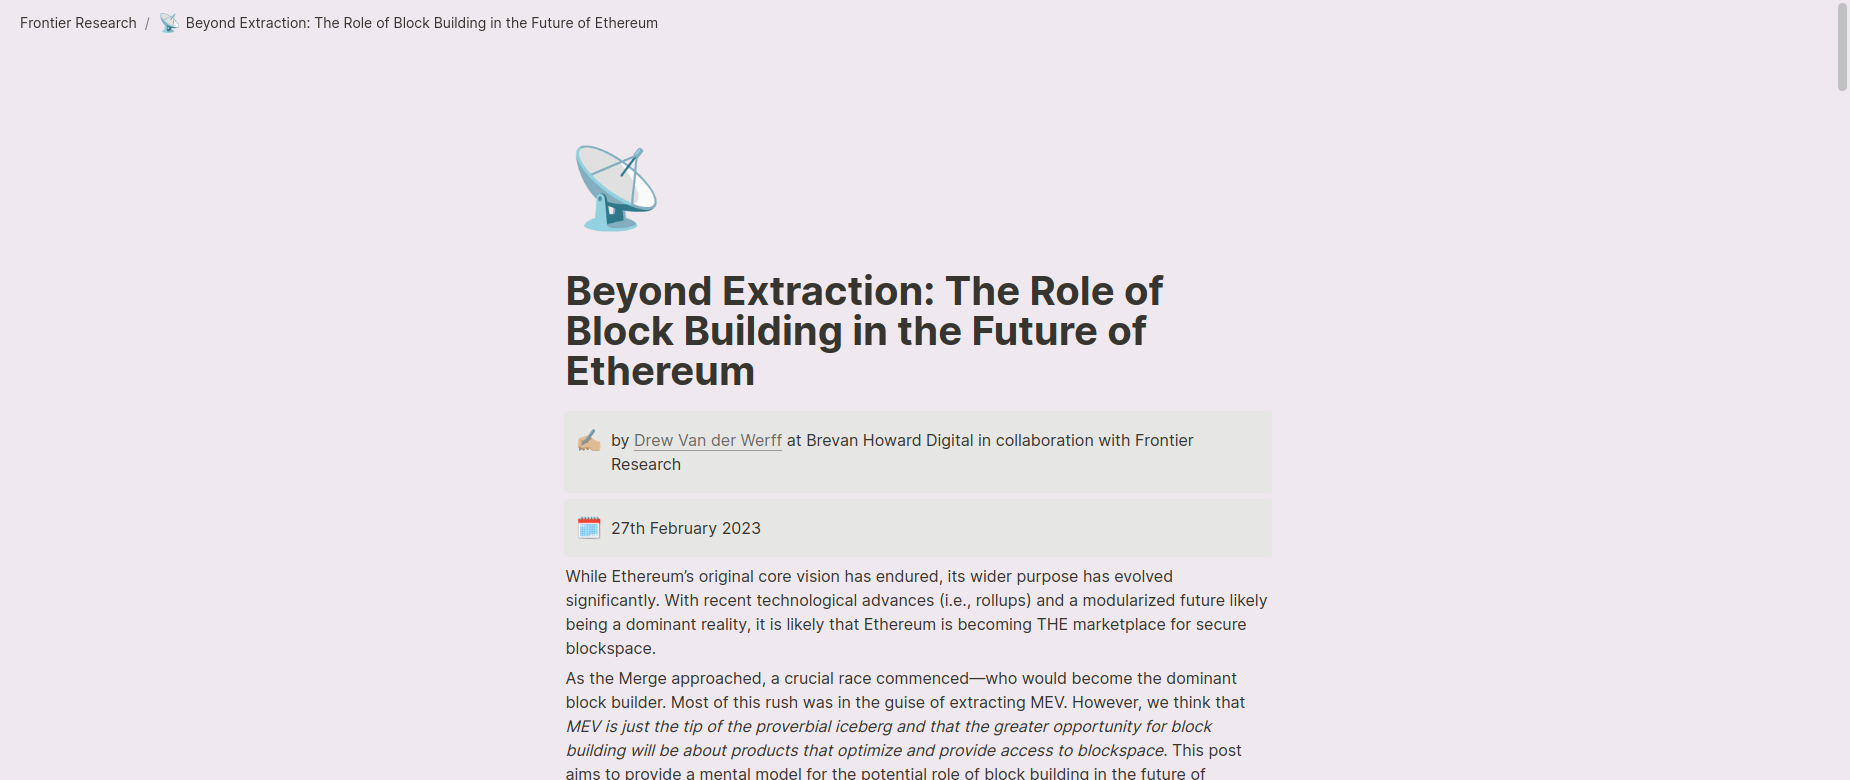 Frontier Research / Beyond Extraction: The Role of Block Building in the Future of Ethereum
Beyond Extraction: The Role of
Block Building in the Future of
Ethereum
by Drew Van der Werff at Brevan Howard Digital in collaboration with Frontier
Research
27th February 2023
While Ethereum’s original core vision has endured, its wider purpose has evolved
significantly. With recent technological advances (i.e., rollups) and a modularized future likely
being a dominant reality, it is likely that Ethereum is becoming THE marketplace for secure
blockspace.
As the Merge approached, a crucial race commenced—who would become the dominant
block builder. Most of this rush was in the guise of extracting MEV. However, we think that
MEV is just the tip of the proverbial iceberg and that the greater opportunity for block
building will be about products that optimize and provide access to blockspace. This post
aims to provide a mental model for the potential role of block building in the future of